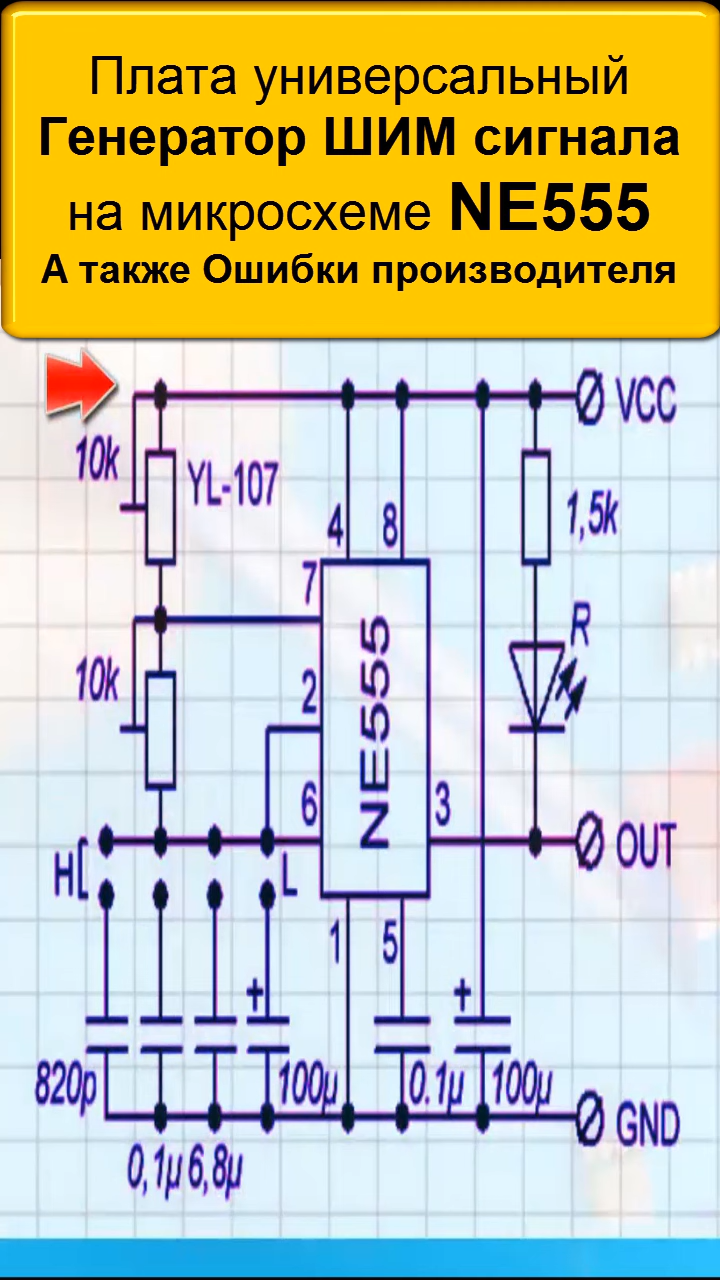 Плата универсальный
Генератор ШИМ сигнала
на микросхеме NE555
А также Ошибки производителя
VCC
10k
YL-107
4
8
1,5k
7
R
10k
2
NE555
6
3
OUT
H
L
1
5
+
+
820p
100µ
0.1µ
100µ
GND
0,1µ
6,8µ